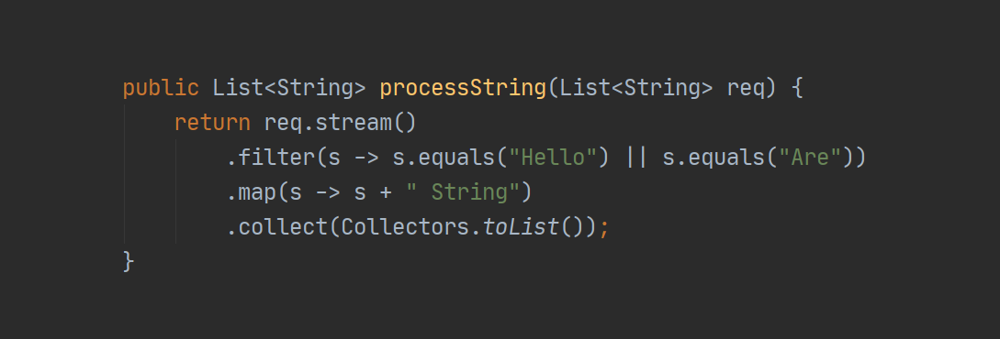 public List<String> processString(List<String> req) {
    return req.stream()
        .filter(s -> s.equals("Hello") || s.equals("Are"))
        .map(s -> s + " String")
        .collect(Collectors.toList());
}